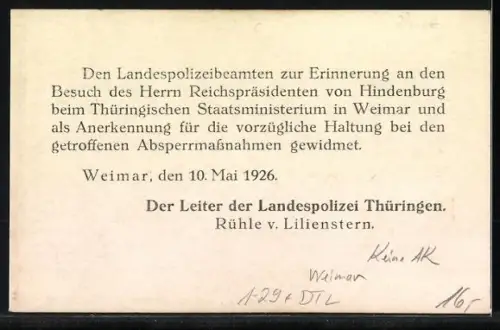 Den Landespolizeibeamten zur Erinnerung an den
Besuch des Herrn Reichspräsidenten von Hindenburg
beim Thüringischen Staatsministerium in Weimar und
als Anerkennung für die vorzügliche Haltung bei den
getroffenen Absperrmaßnahmen gewidmet.
Weimar, den 10. Mai 1926.
Der Leiter der Landespolizei Thüringen.
Rühle v. Lilienstern.
Keine AK
Weimar
16,-